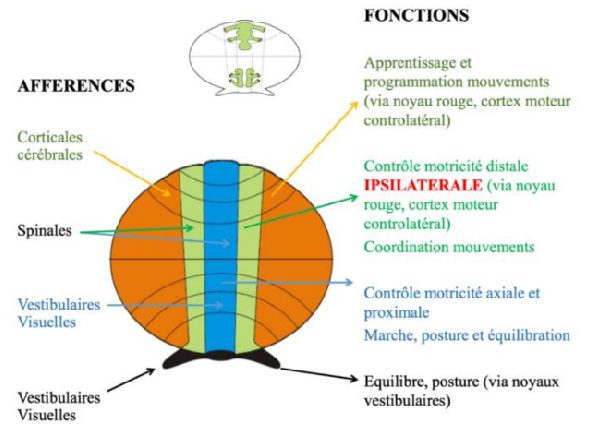 AFFERENCES
Corticales
cérébrales
Spinales
Vestibulaires
Visuelles
Vestibulaires
Visuelles
FONCTIONS
Apprentissage et
programmation mouvements
(via noyau rouge, cortex moteur
controlatéral)
Contrôle motricité distale
IPSILATERALE (via noyau
rouge, cortex moteur
controlatéral)
Coordination mouvements
Contrôle motricité axiale et
proximale
Marche, posture et équilibration
Equilibre, posture (via noyaux
vestibulaires)